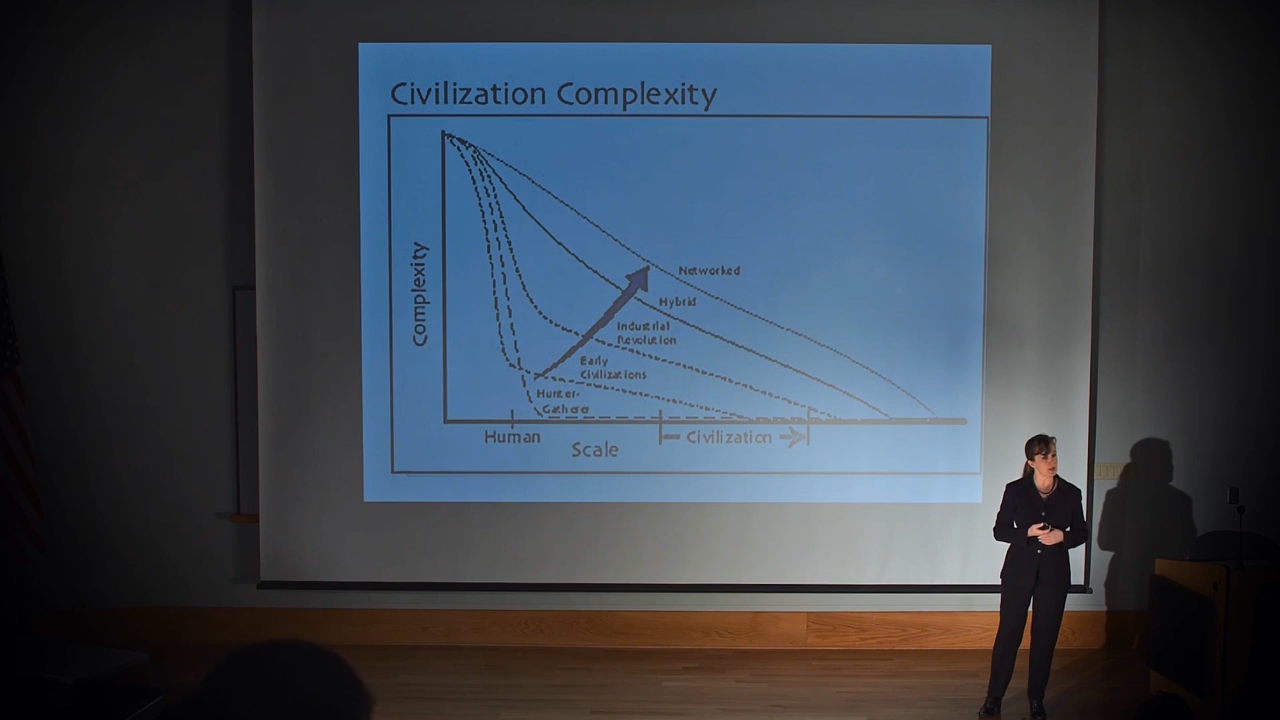 Civilization Complexity
Complexity
Networked
Hybrid
Industrial
Revolution
Early
Civilizations
Hunter-
Gatherer
Human
Civilization
Scale